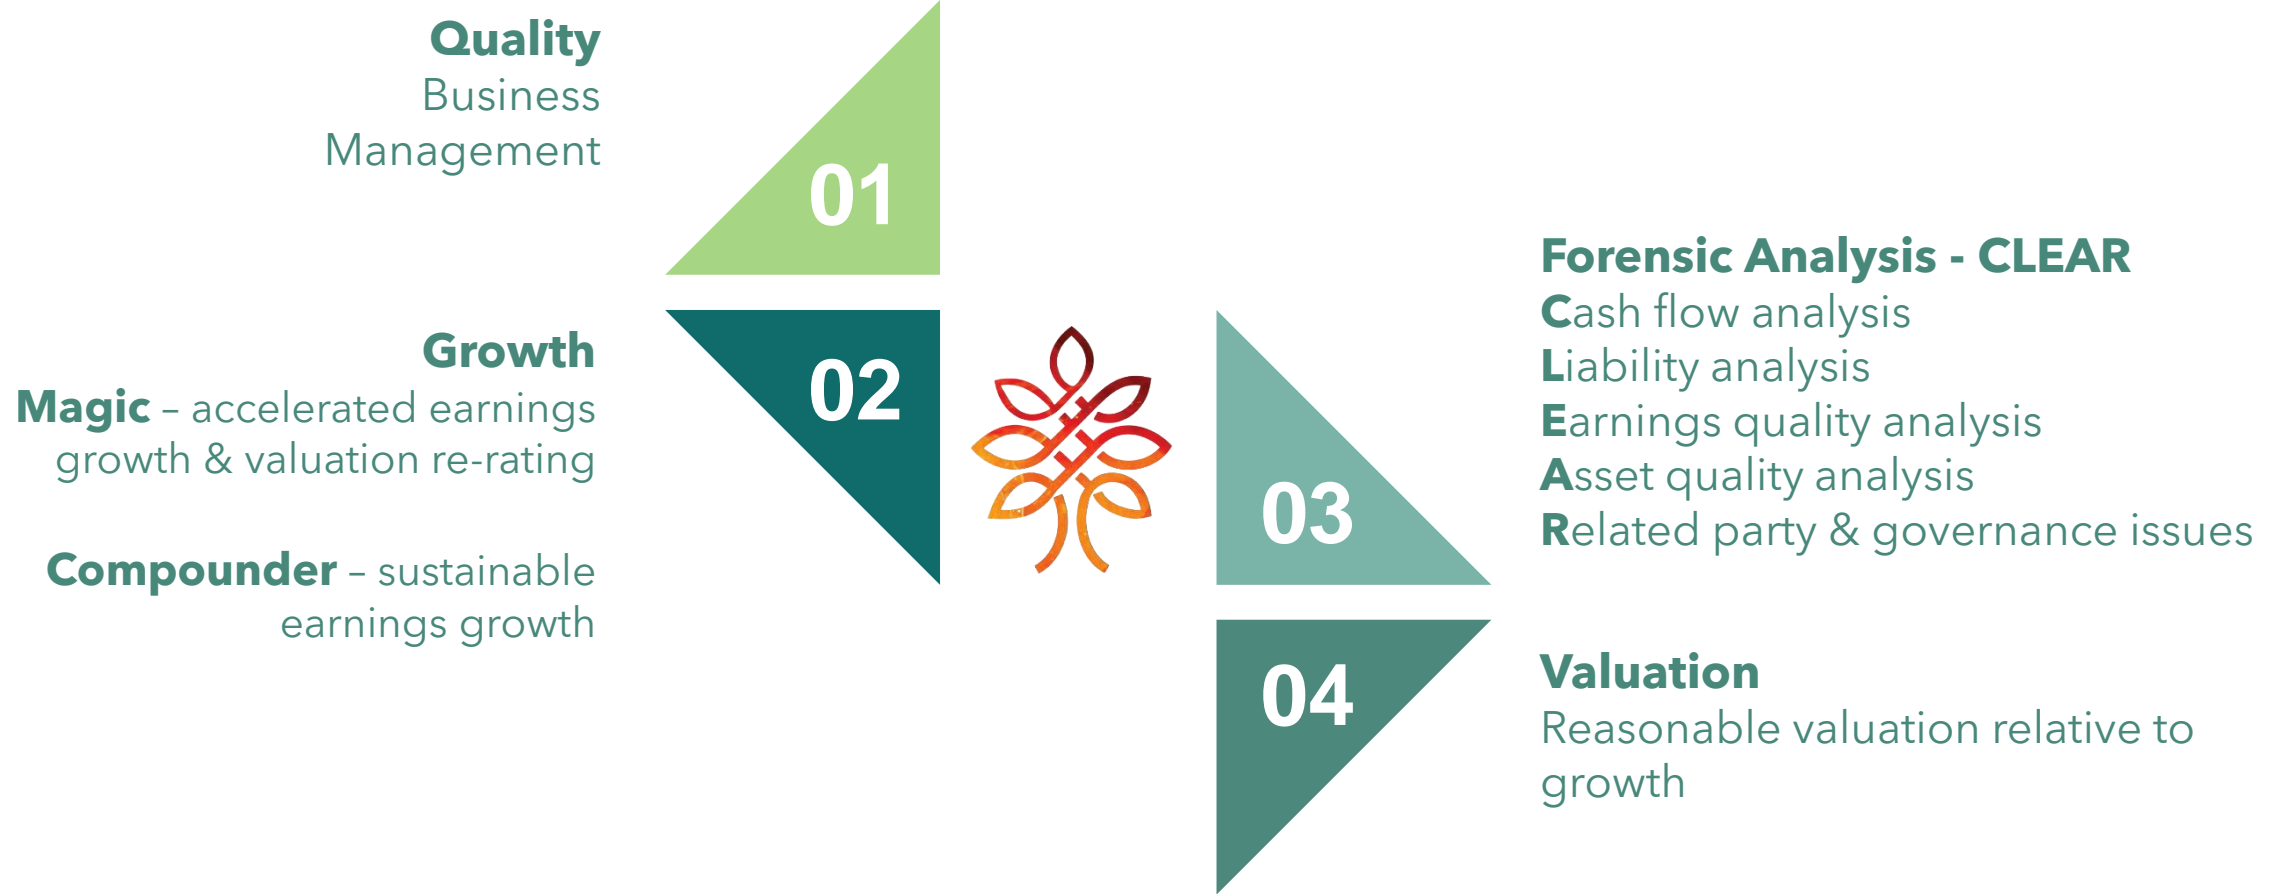 Quality
Business
Management
01
Growth
Magic – accelerated earnings
growth & valuation re-rating
Compounder – sustainable
earnings growth
02
03
Forensic Analysis - CLEAR
Cash flow analysis
Liability analysis
Earnings quality analysis
Asset quality analysis
Related party & governance issues
04
Valuation
Reasonable valuation relative to
growth